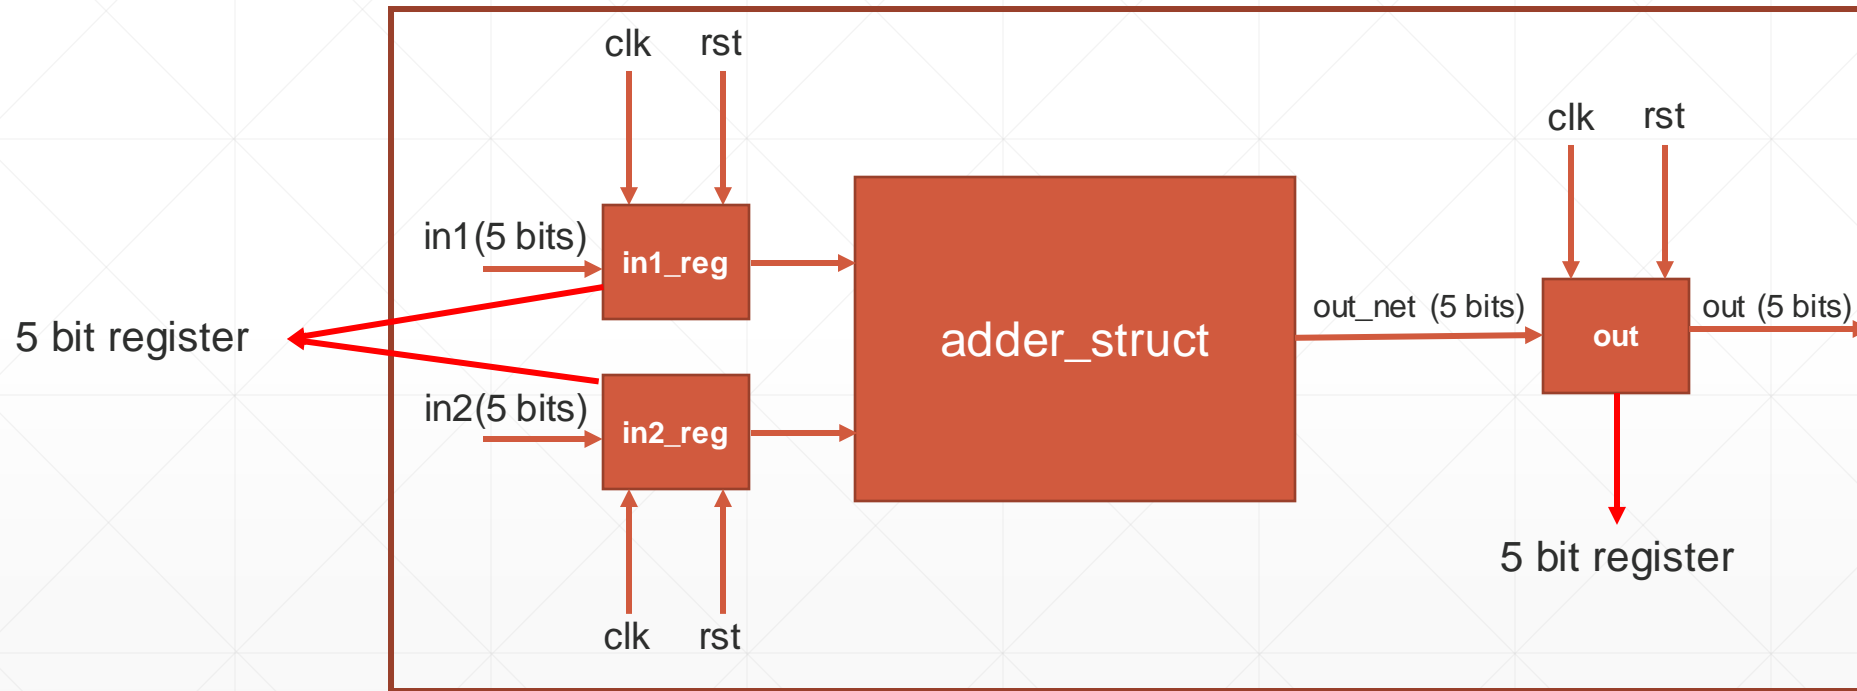 clk rst
clk rst
in1(5 bits)
in1_reg
5 bit register
adder_struct
out_net (5 bits)
out
out (5 bits)
in2(5 bits)
in2_reg
5 bit register
clk rst